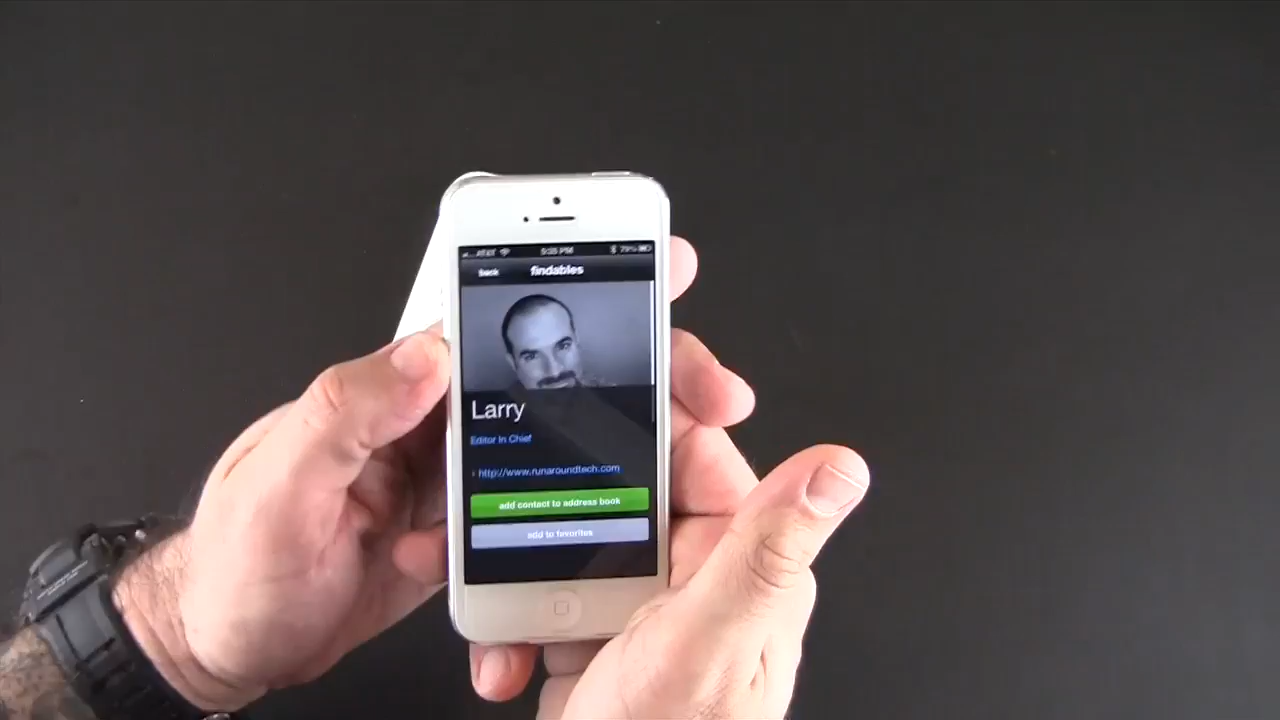 AT&T 5:25 PM 79%
back findables
Larry
Editor In Chief
http://www.runaroundtech.com
add contact to address book
add to favorites